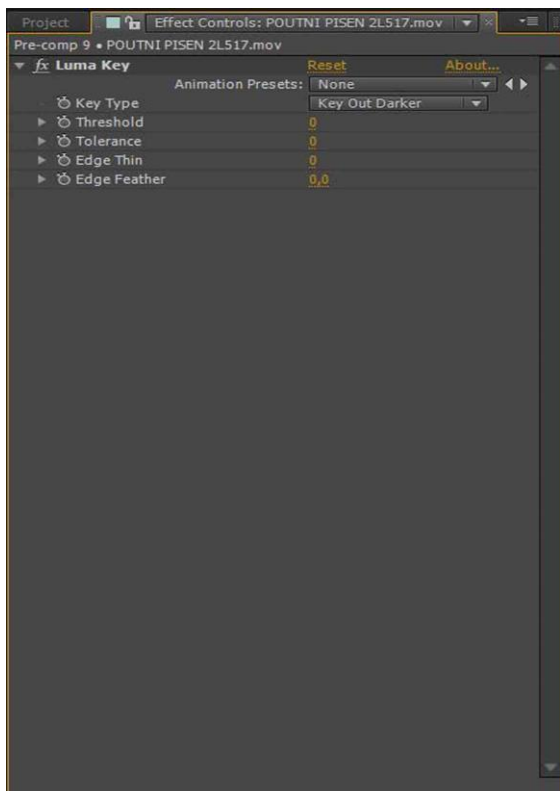 Project Effect Controls: POUTNI PISEN 2L517.mov
Pre-comp 9 • POUTNI PISEN 2L517.mov
fx Luma Key Reset About...
Animation Presets: None
Key Type Key Out Darker
Threshold 0
Tolerance 0
Edge Thin 0
Edge Feather 0,0